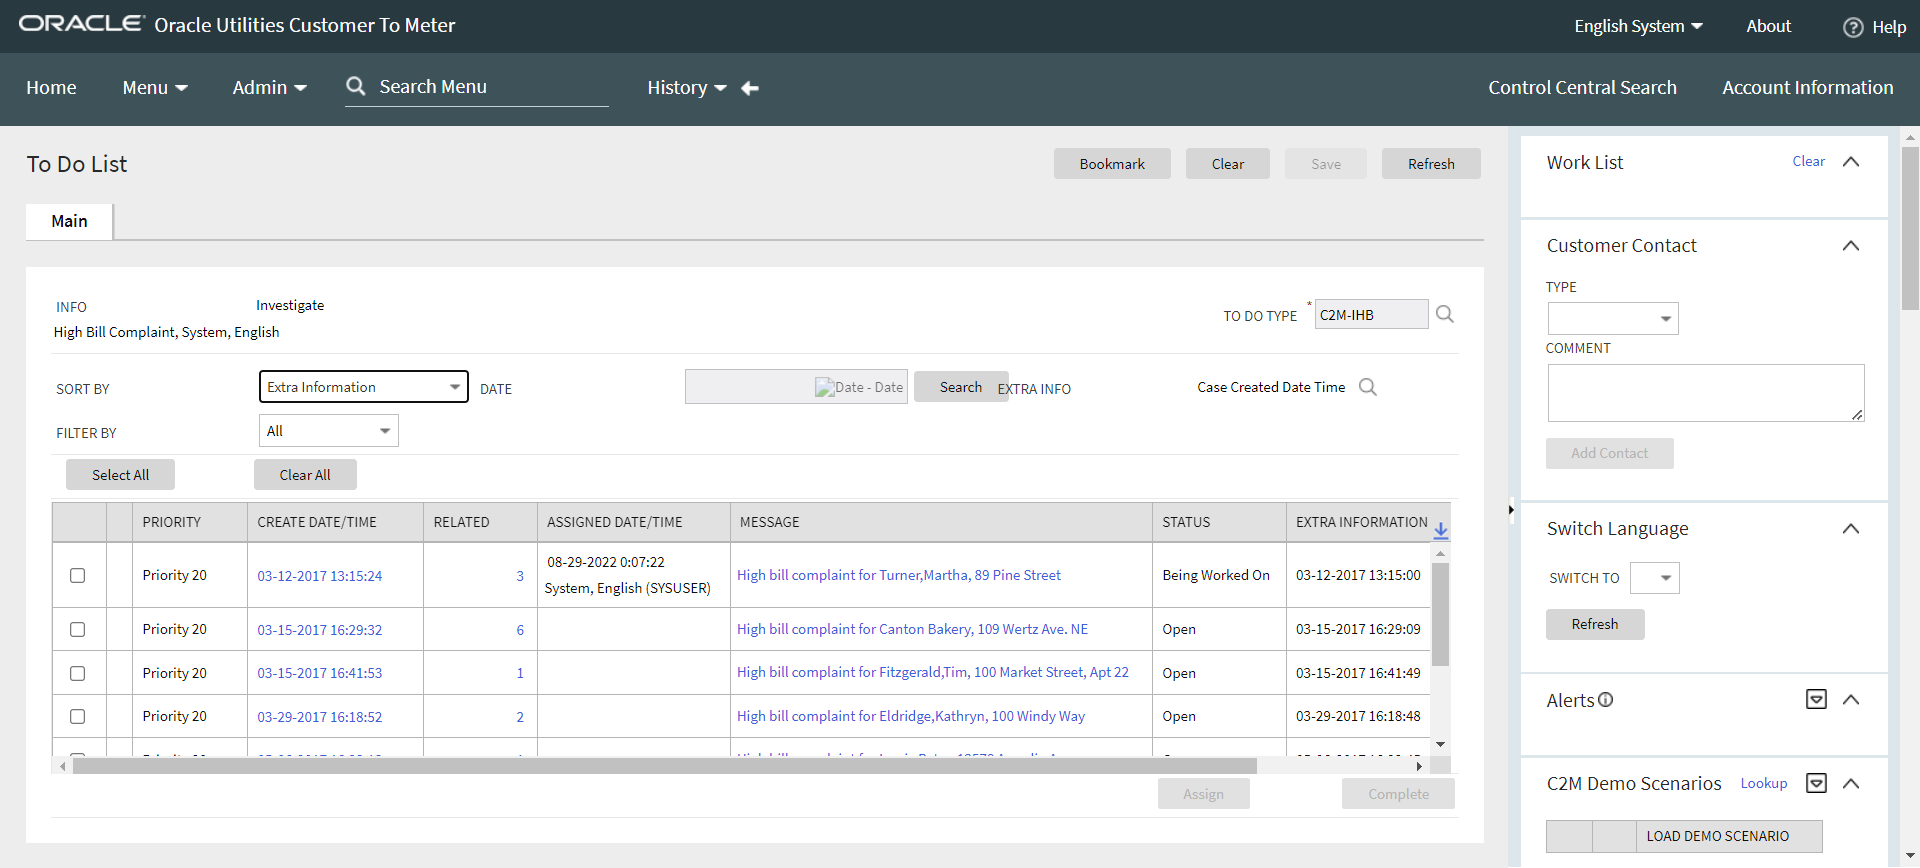 ORACLE Oracle Utilities Customer To Meter English System About Help
Home Menu Admin Search Menu History Control Central Search Account Information
To Do List Bookmark Clear Save Refresh
Main
INFO Investigate
High Bill Complaint, System, English
TO DO TYPE * C2M-IHB
SORT BY Extra Information DATE Date - Date Search EXTRA INFO Case Created Date Time
FILTER BY All
Select All Clear All
PRIORITY CREATE DATE/TIME RELATED ASSIGNED DATE/TIME MESSAGE STATUS EXTRA INFORMATION
Priority 20 03-12-2017 13:15:24 3 08-29-2022 0:07:22 System, English (SYSUSER) High bill complaint for Turner,Martha, 89 Pine Street Being Worked On 03-12-2017 13:15:00
Priority 20 03-15-2017 16:29:32 6 High bill complaint for Canton Bakery, 109 Wertz Ave. NE Open 03-15-2017 16:29:09
Priority 20 03-15-2017 16:41:53 1 High bill complaint for Fitzgerald,Tim, 100 Market Street, Apt 22 Open 03-15-2017 16:41:49
Priority 20 03-29-2017 16:18:52 2 High bill complaint for Eldridge,Kathryn, 100 Windy Way Open 03-29-2017 16:18:48
Assign Complete
Work List Clear
Customer Contact
TYPE
COMMENT
Add Contact
Switch Language
SWITCH TO
Refresh
Alerts
C2M Demo Scenarios Lookup
LOAD DEMO SCENARIO